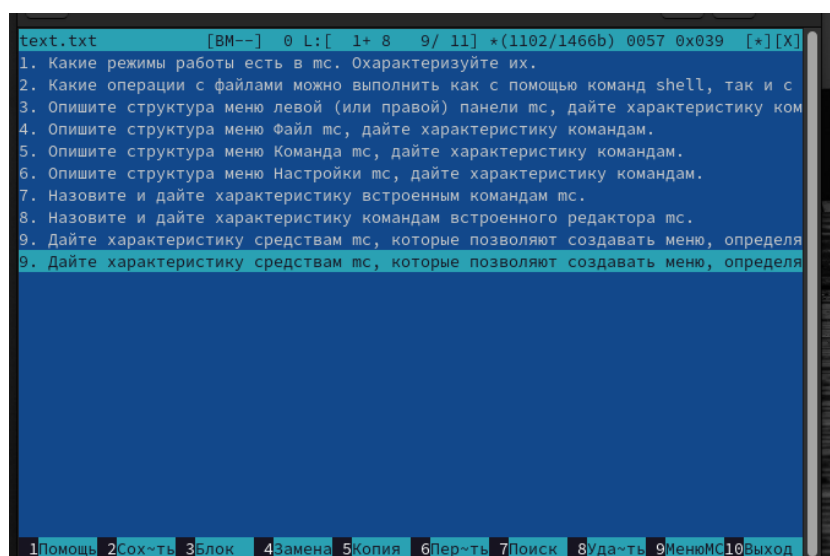 text.txt [BM--] 0 L:[ 1+ 8 9/ 11] *(1102/1466b) 0057 0x039 [*][X]
1. Какие режимы работы есть в mc. Охарактеризуйте их.
2. Какие операции с файлами можно выполнить как с помощью команд shell, так и с
3. Опишите структура меню левой (или правой) панели mc, дайте характеристику ком
4. Опишите структура меню Файл mc, дайте характеристику командам.
5. Опишите структура меню Команда mc, дайте характеристику командам.
6. Опишите структура меню Настройки mc, дайте характеристику командам.
7. Назовите и дайте характеристику встроенным командам mc.
8. Назовите и дайте характеристику командам встроенного редактора mc.
9. Дайте характеристику средствам mc, которые позволяют создавать меню, определя
9. Дайте характеристику средствам mc, которые позволяют создавать меню, определя
1Помощь 2Сох~ть 3Блок 4Замена 5Копия 6Пер~ть 7Поиск 8Уда~ть 9МенюMC 10Выход